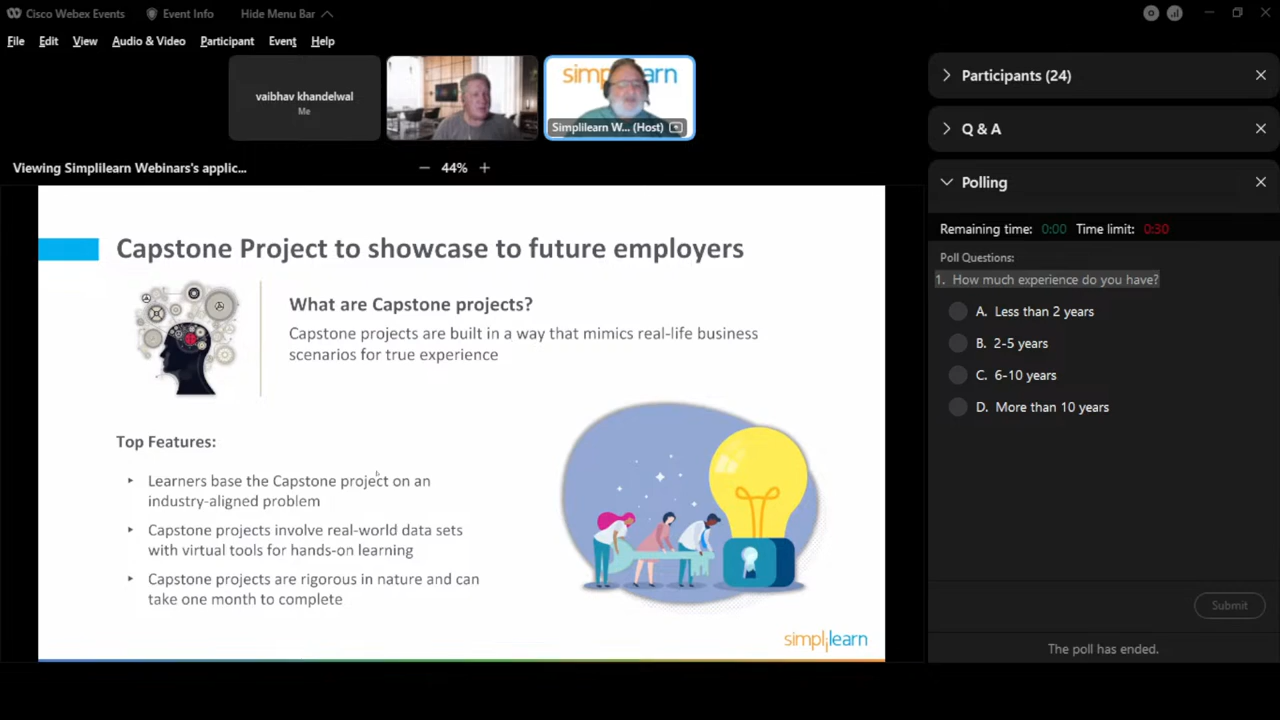 Cisco Webex Events
Event Info
Hide Menu Bar
File Edit View Audio & Video Participant Event Help
vaibhav khandelwal
Me
simplilearn
Simplilearn W... (Host)
Viewing Simplilearn Webinars's applic...
44%
Capstone Project to showcase to future employers
What are Capstone projects?
Capstone projects are built in a way that mimics real-life business
scenarios for true experience
Top Features:
Learners base the Capstone project on an
industry-aligned problem
Capstone projects involve real-world data sets
with virtual tools for hands-on learning
Capstone projects are rigorous in nature and can
take one month to complete
simplilearn
Participants (24)
Q & A
Polling
Remaining time: 0:00 Time limit: 0:30
Poll Questions:
1. How much experience do you have?
A. Less than 2 years
B. 2-5 years
C. 6-10 years
D. More than 10 years
Submit
The poll has ended.